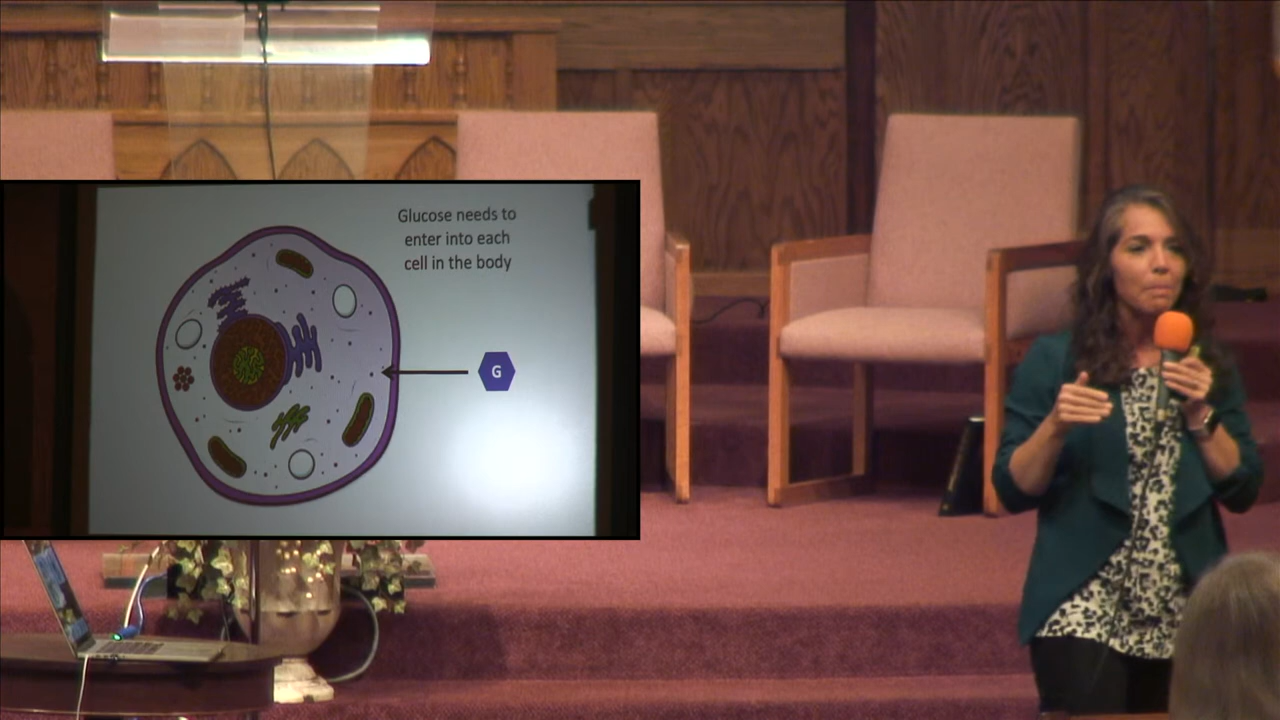 Glucose needs to
enter into each
cell in the body
G